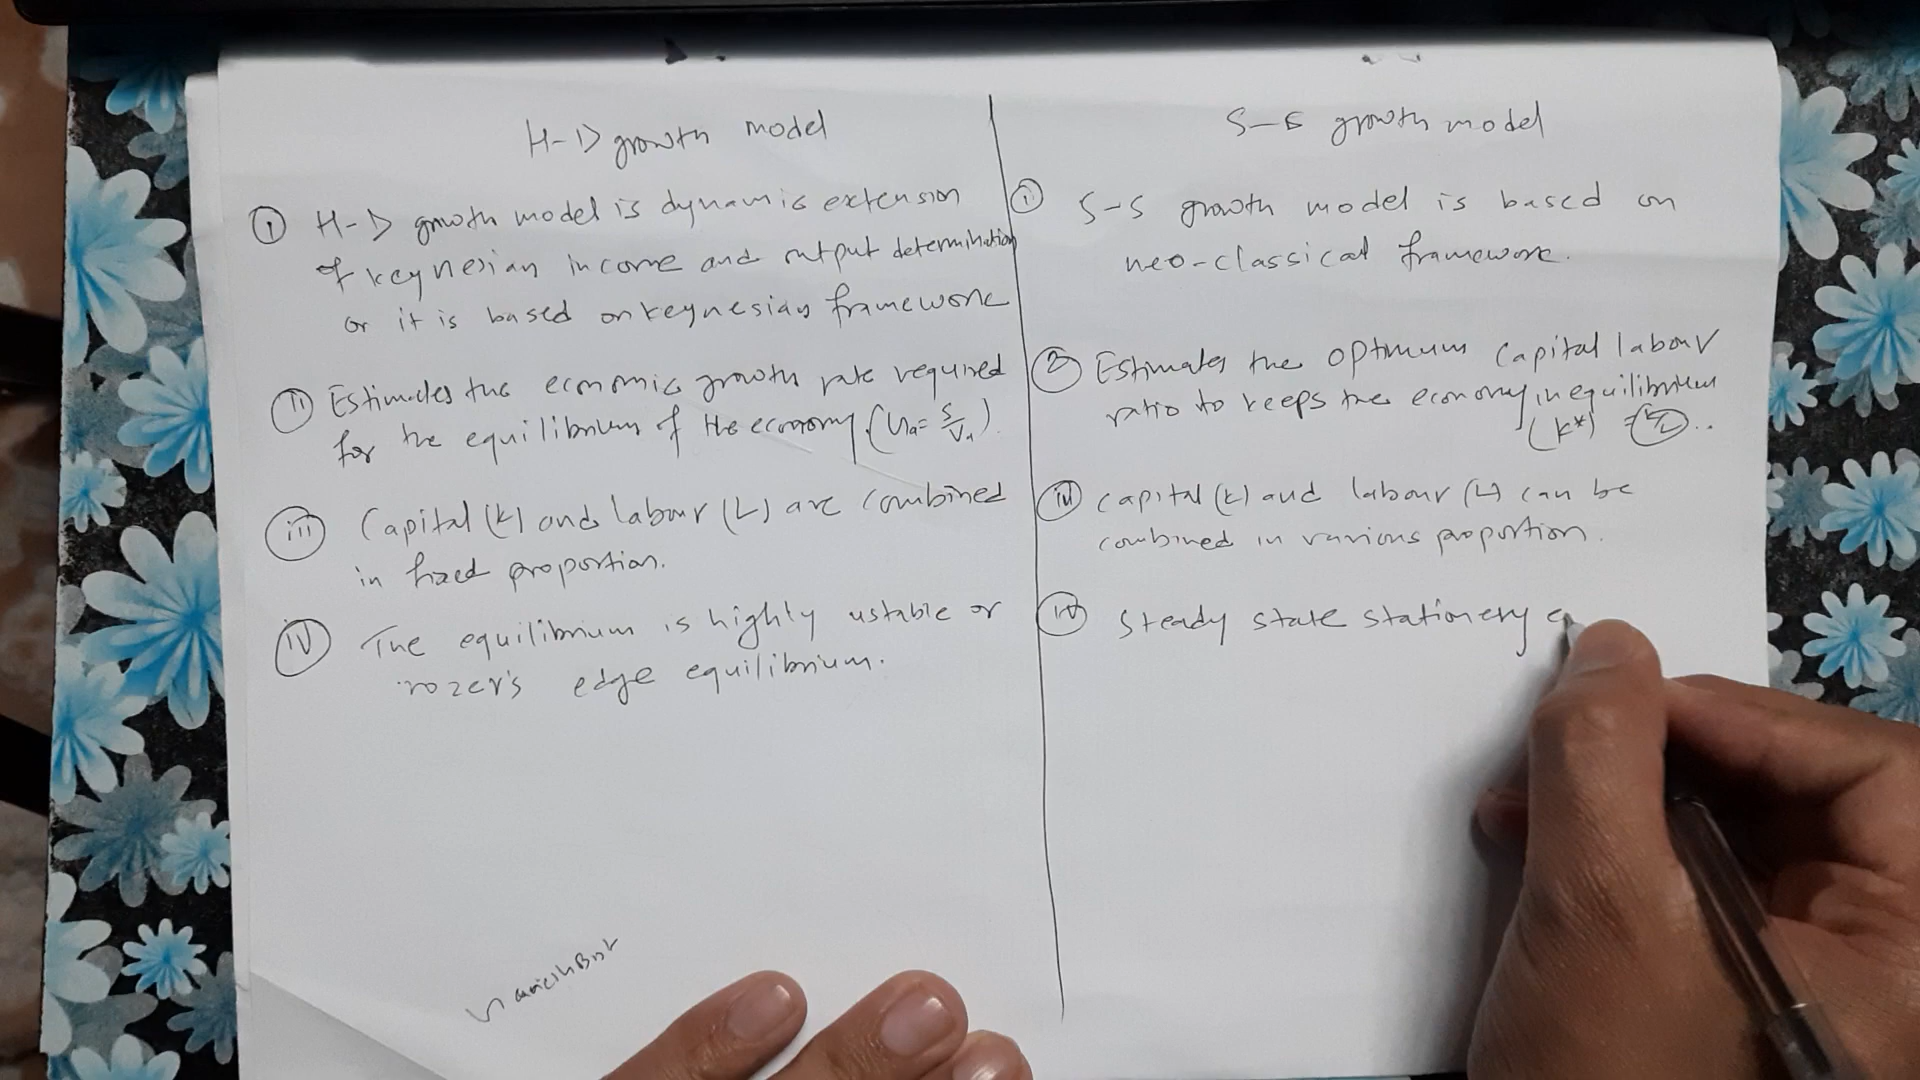 H-D growth model
① H-D growth model is dynamic extension
of keynesian income and output determination
or it is based on keynesian framework
ii Estimates the economic growth rate required
for the equilibrium of the economy.
iii Capital (K) and labour (L) are combined
in fixed proportion.
iv The equilibrium is highly ustable or
rozer's edge equilibrium.
S-S growth model
① S-S growth model is based on
neo-classical framework.
② Estimates the optimum capital labour
ratio to keeps the economy in equilibrium
(k*) = K/L ..
iii capital (K) and labour (L) can be
combined in various proportion.
iv Steady state stationery